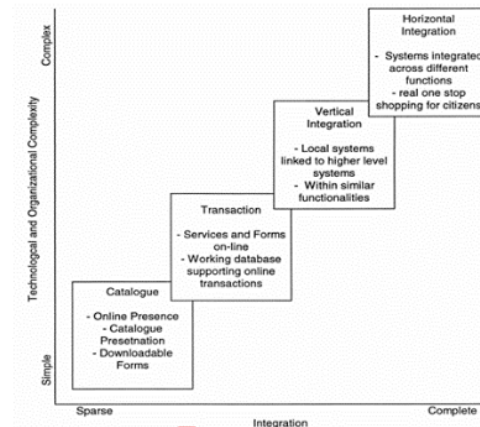 Complex
Technologcal and Organizational Complexity
Simple
Horizontal
Integration
- Systems integrated
across different
functions
- real one stop
shopping for citizens
Vertical
Integration
- Local systems
linked to higher level
systems
- Within similar
functionalities
Transaction
- Services and Forms
on-line
- Working database
supporting online
transactions
Catalogue
- Online Presence
- Catalogue
Presetnation
- Downloadable
Forms
Sparse
Complete
Integration